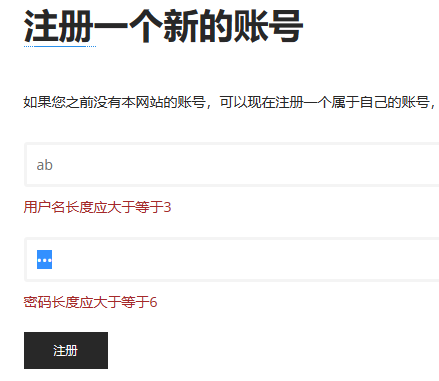 注册一个新的账号
如果您之前没有本网站的账号，可以现在注册一个属于自己的账号，
ab
用户名长度应大于等于3
•••
密码长度应大于等于6
注册